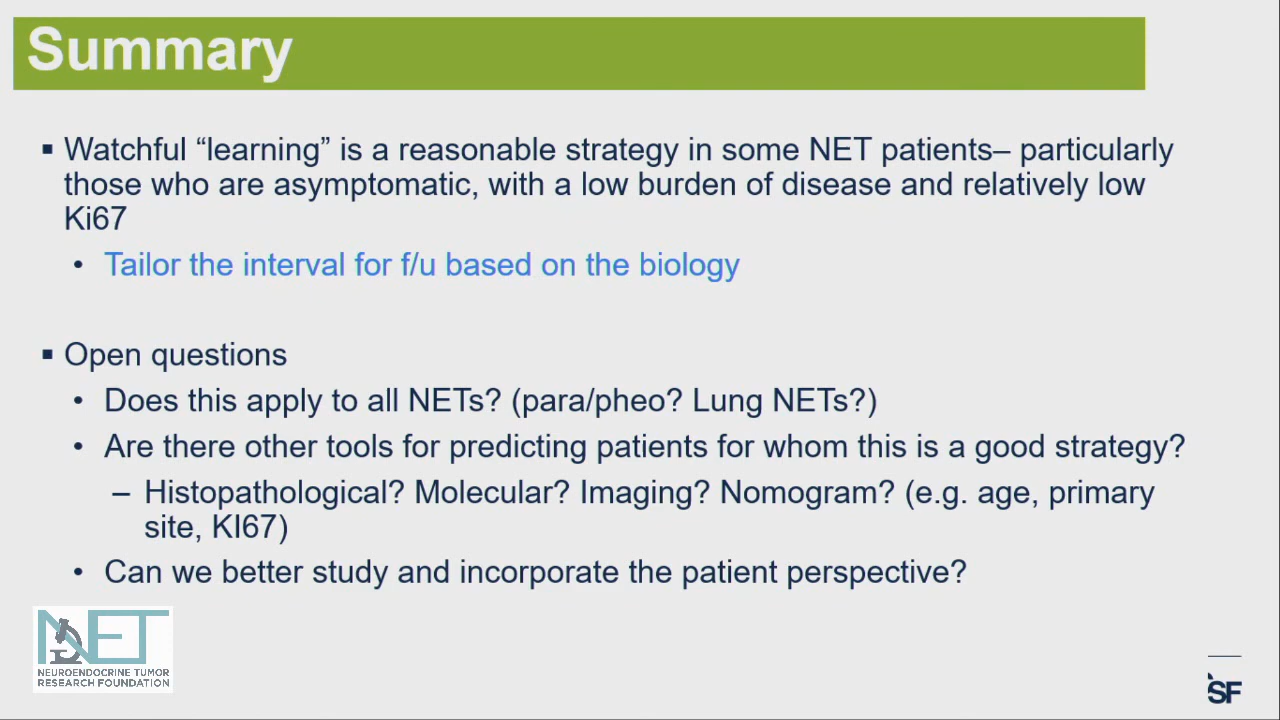 Summary
▪ Watchful “learning” is a reasonable strategy in some NET patients– particularly
those who are asymptomatic, with a low burden of disease and relatively low
Ki67
• Tailor the interval for f/u based on the biology
▪ Open questions
• Does this apply to all NETs? (para/pheo? Lung NETs?)
• Are there other tools for predicting patients for whom this is a good strategy?
– Histopathological? Molecular? Imaging? Nomogram? (e.g. age, primary
site, KI67)
• Can we better study and incorporate the patient perspective?
NET
NEUROENDOCRINE TUMOR
RESEARCH FOUNDATION
SF